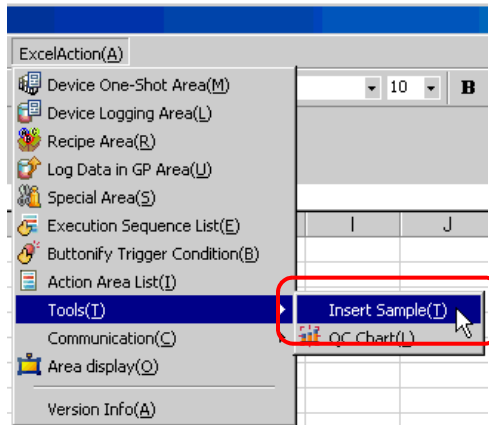 ExcelAction(A)
Device One-Shot Area(M)
10 B
Device Logging Area(L)
Recipe Area(R)
Log Data in GP Area(U)
Special Area(S)
Execution Sequence List(E)
I J
Buttonify Trigger Condition(B)
Action Area List(I)
Tools(T)
Insert Sample(T)
Communication(C)
QC Chart(L)
Area display(O)
Version Info(A)